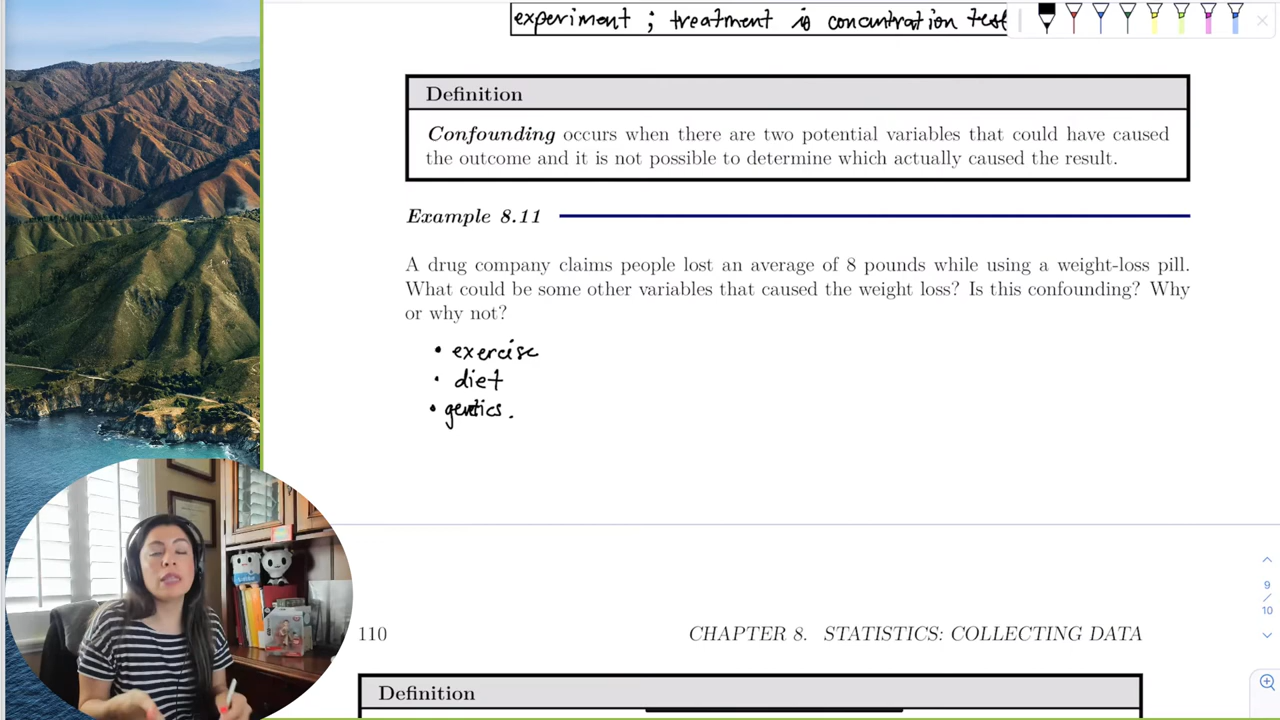 experiment ; treatment is concentration test
Definition
Confounding occurs when there are two potential variables that could have caused
the outcome and it is not possible to determine which actually caused the result.
Example 8.11
A drug company claims people lost an average of 8 pounds while using a weight-loss pill.
What could be some other variables that caused the weight loss? Is this confounding? Why
or why not?
• exercise
• diet
• genetics.
9
/
10
110
CHAPTER 8. STATISTICS: COLLECTING DATA
Definition